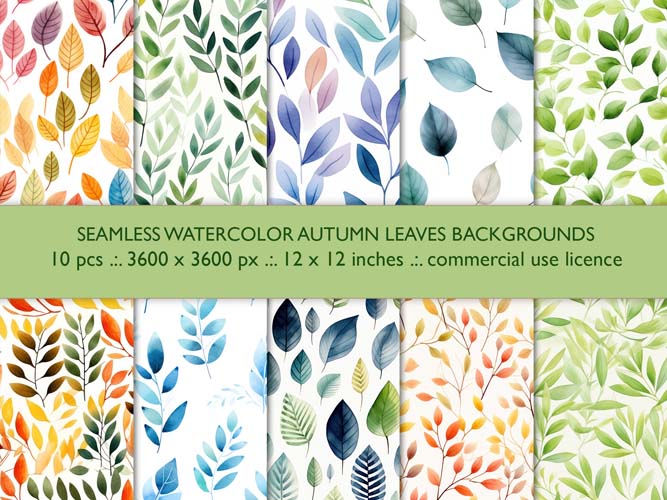 SEAMLESS WATERCOLOR AUTUMN LEAVES BACKGROUNDS
10 pcs .:. 3600 x 3600 px .:. 12 x 12 inches .:. commercial use licence